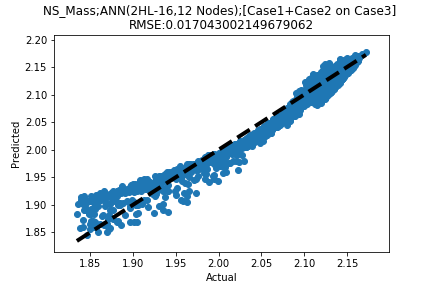 NS_Mass;ANN(2HL-16,12 Nodes);[Case1+Case2 on Case3]
RMSE:0.017043002149679062
2.20
2.15
2.10
2.05
2.00
1.95
1.90
1.85
Predicted
1.85 1.90 1.95 2.00 2.05 2.10 2.15
Actual